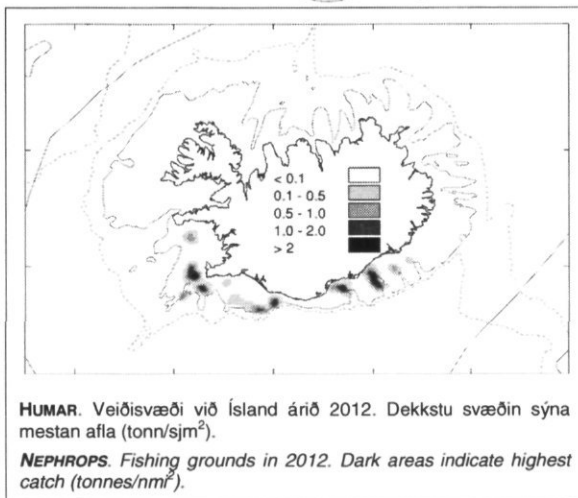 < 0.1
0.1 - 0.5
0.5 - 1.0
1.0 - 2.0
> 2
HUMAR. Veiðisvæði við Ísland árið 2012. Dekkstu svæðin sýna
mestan afla (tonn/sjm²).
NEPHROPS. Fishing grounds in 2012. Dark areas indicate highest
catch (tonnes/nmi²).